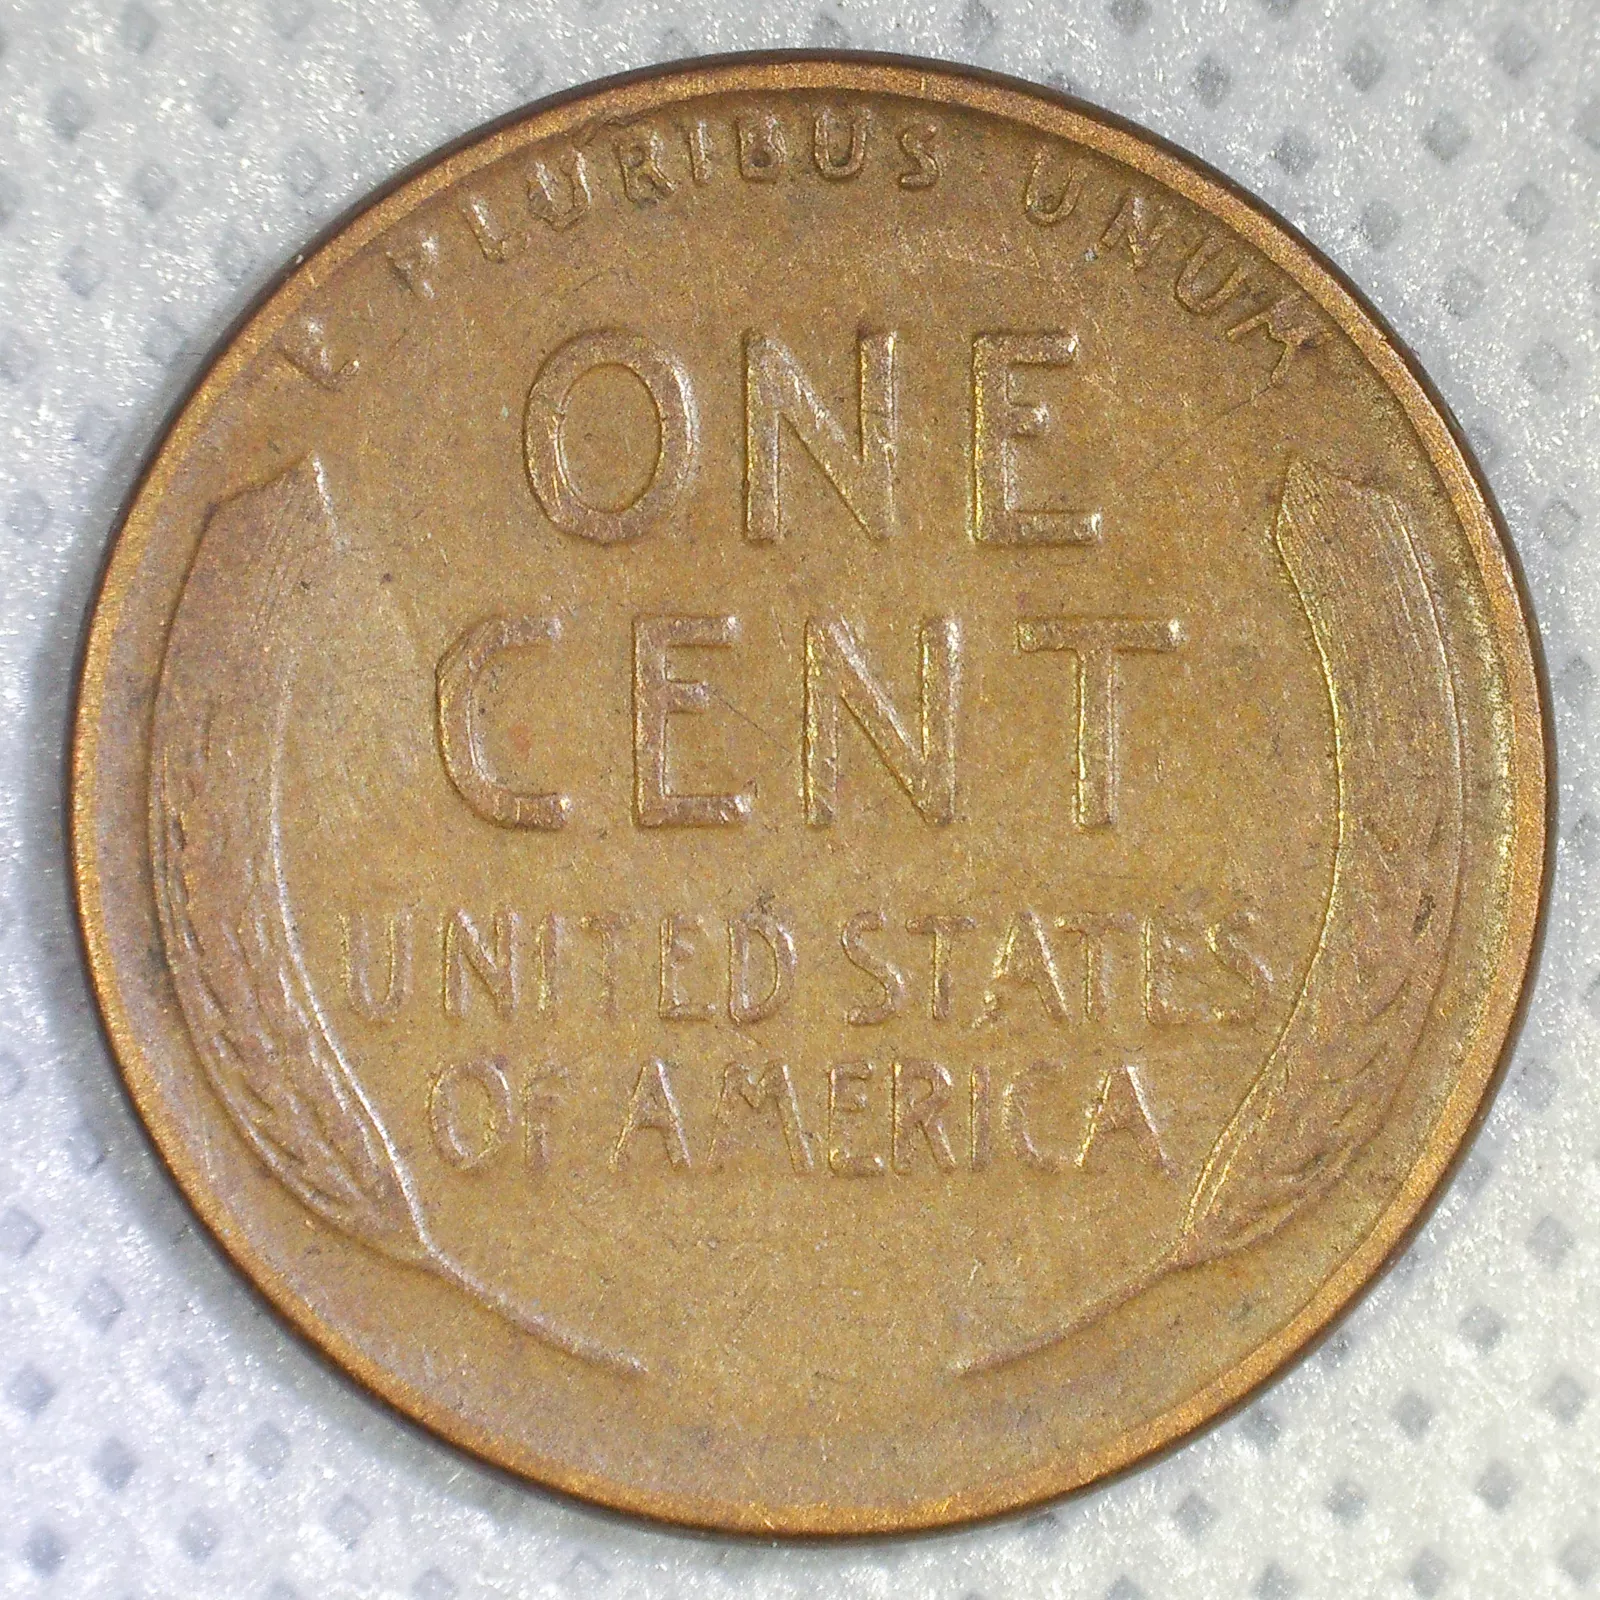 E PLURIBUS UNUM
ONE
CENT
UNITED STATES
OF AMERICA